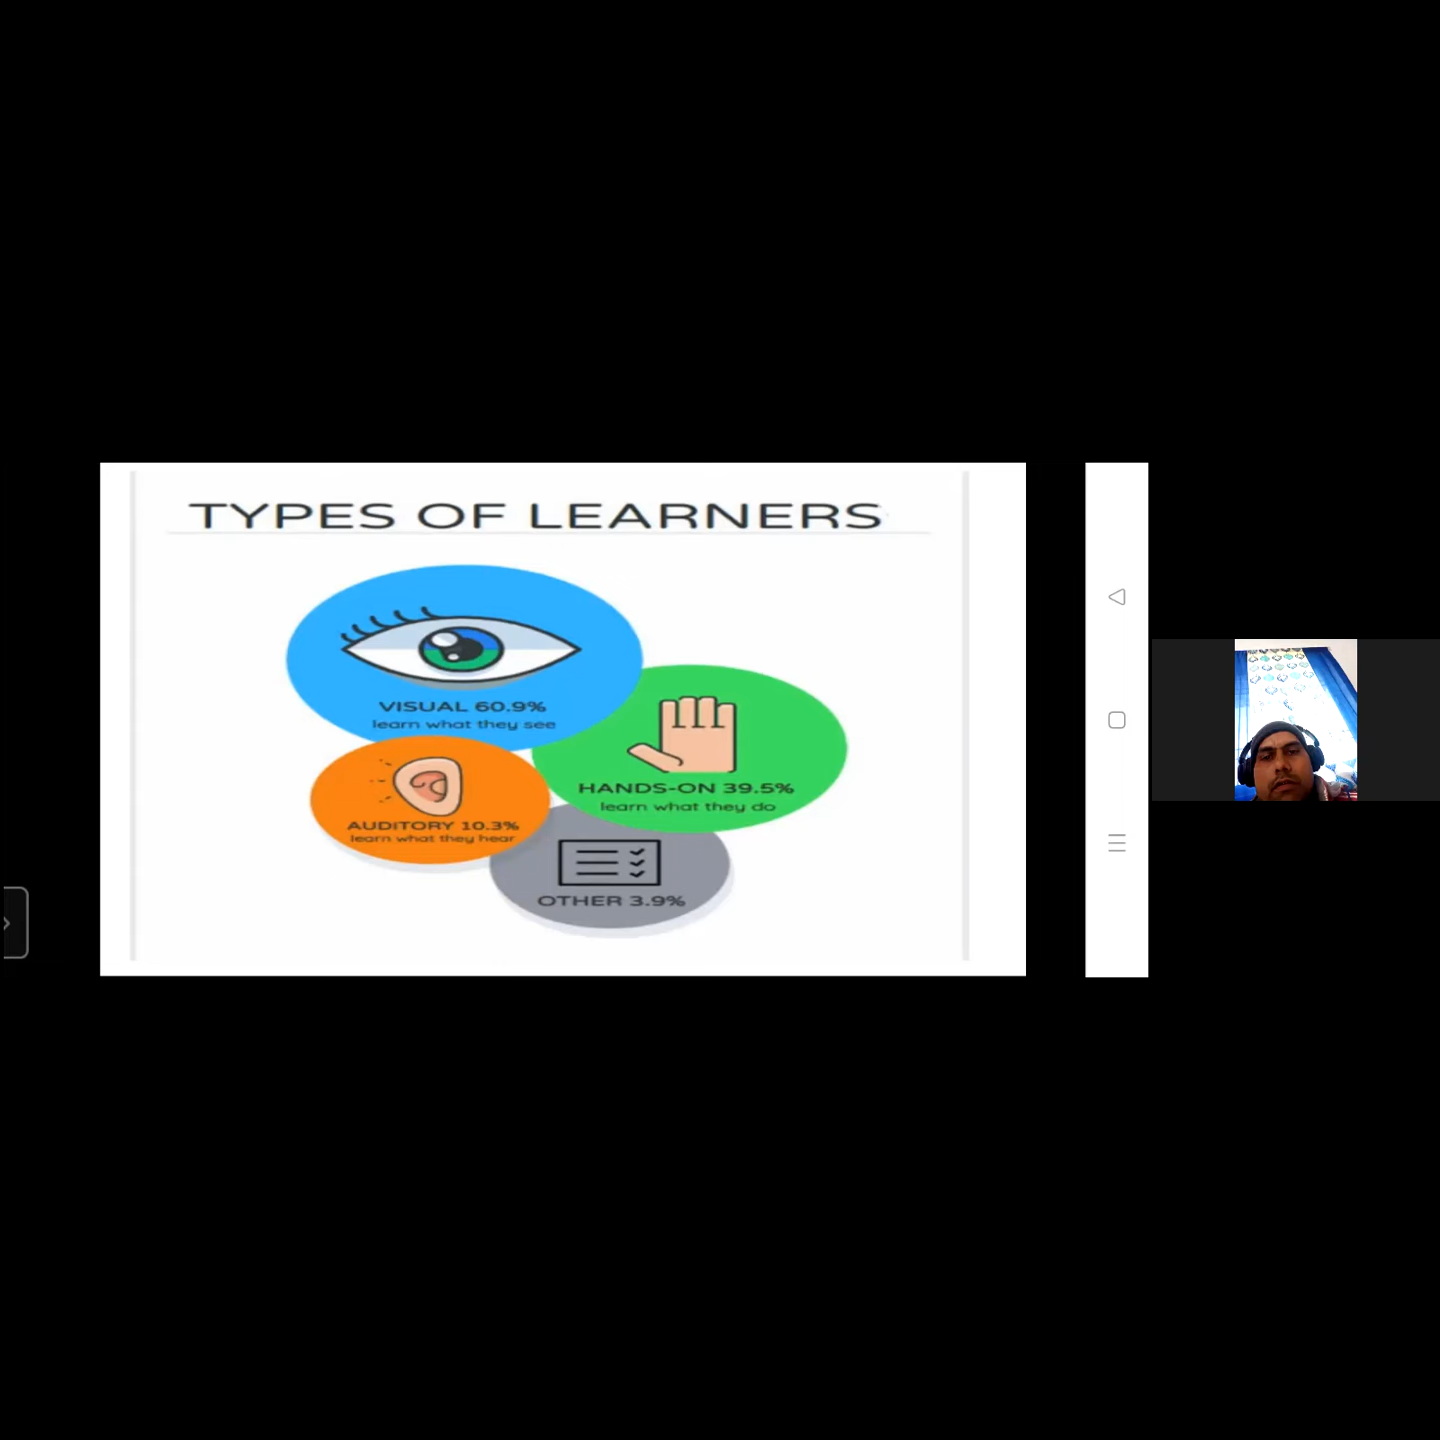 TYPES OF LEARNERS
VISUAL 60.9%
learn what they see
HANDS-ON 39.5%
learn what they do
AUDITORY 10.3%
learn what they hear
OTHER 3.9%